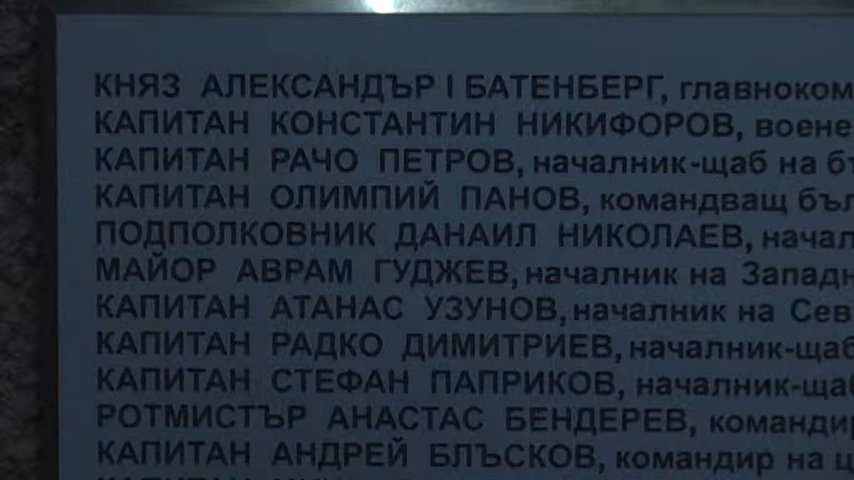 КНЯЗ АЛЕКСАНДЪР I БАТЕНБЕРГ, главноком
КАПИТАН КОНСТАНТИН НИКИФОРОВ, воене
КАПИТАН РАЧО ПЕТРОВ, началник-щаб на бъ
КАПИТАН ОЛИМПИЙ ПАНОВ, командващ бъл
ПОДПОЛКОВНИК ДАНАИЛ НИКОЛАЕВ, начал
МАЙОР АВРАМ ГУДЖЕВ, началник на Западн
КАПИТАН АТАНАС УЗУНОВ, началник на Сев
КАПИТАН РАДКО ДИМИТРИЕВ, началник-щаб
КАПИТАН СТЕФАН ПАПРИКОВ, началник-щаб
РОТМИСТЪР АНАСТАС БЕНДЕРЕВ, командир
КАПИТАН АНДРЕЙ БЛЪСКОВ, командир на ц